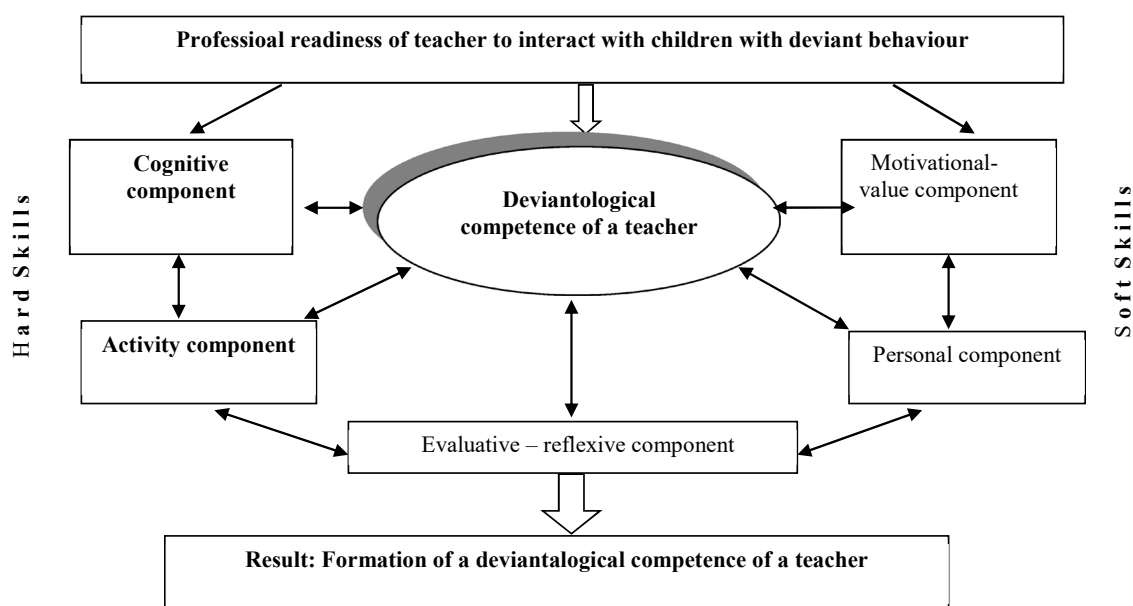 Professioal readiness of teacher to interact with children with deviant behaviour
Cognitive
component
Deviantological
competence of a teacher
Motivational-
value component
Hard Skills
Soft Skills
Activity component
Personal component
Evaluative – reflexive component
Result: Formation of a deviantalogical competence of a teacher